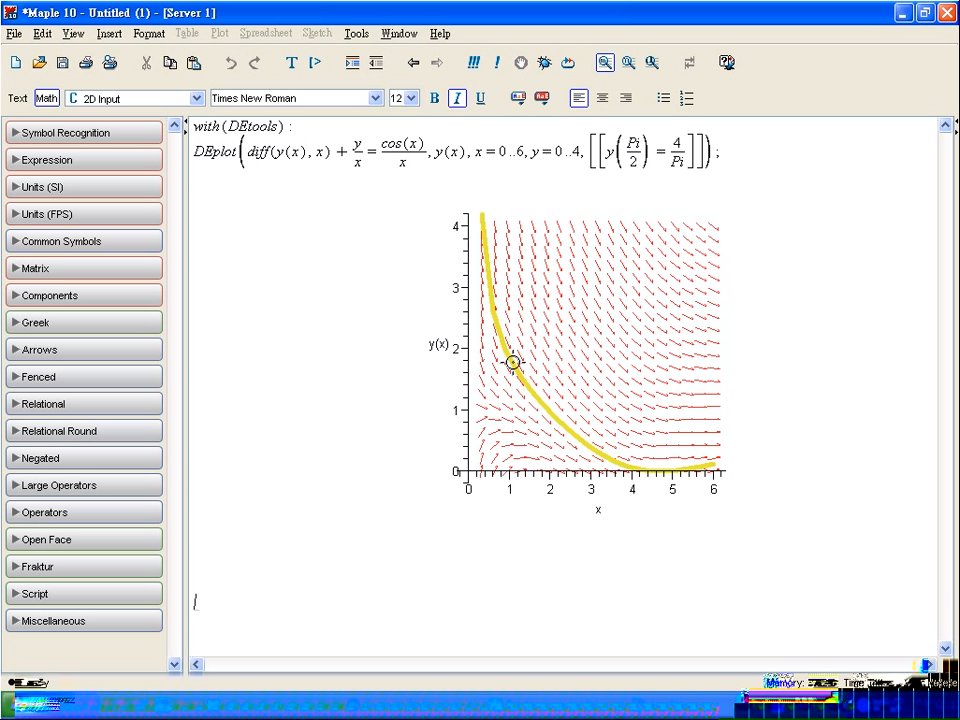 *Maple 10 - Untitled (1) - [Server 1]
File Edit View Insert Format Table Plot Spreadsheet Sketch Tools Window Help
Text Math C 2D Input Times New Roman 12 B I U
Symbol Recognition
Expression
Units (SI)
Units (FPS)
Common Symbols
Matrix
Components
Greek
Arrows
Fenced
Relational
Relational Round
Negated
Large Operators
Operators
Open Face
Fraktur
Script
Miscellaneous
with(DEtools) :
DEplot(diff(y(x), x) + y/x = cos(x)/x, y(x), x = 0..6, y = 0..4, [[y(Pi/2) = 4/Pi]]) ;
4
3
y(x) 2
1
0
0 1 2 3 4 5 6
x
Memory:
Time